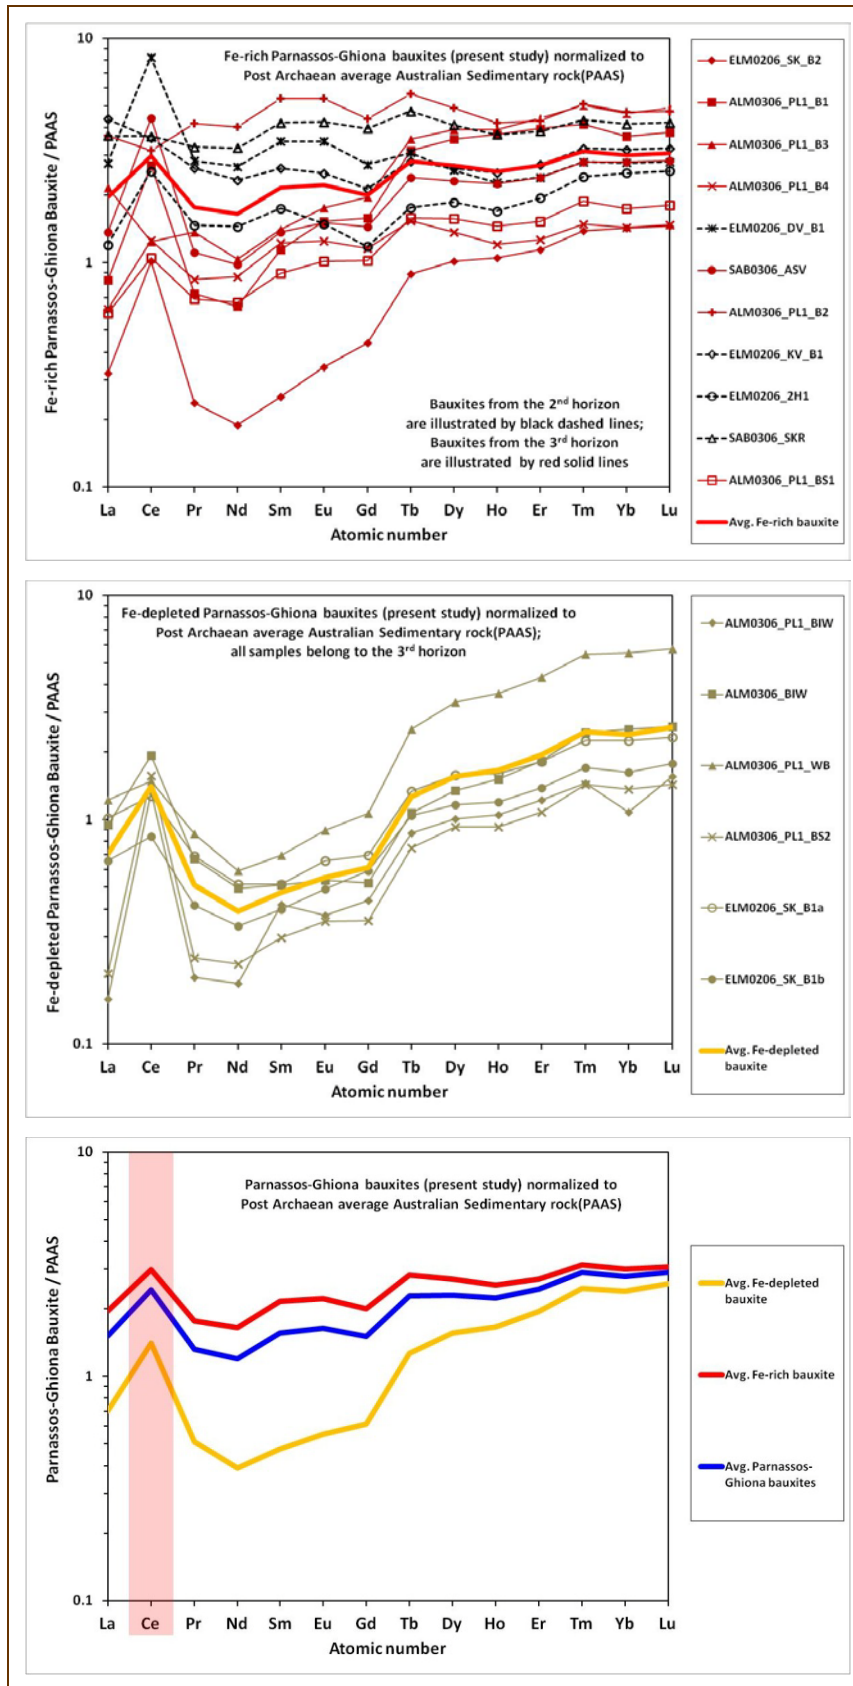 Fe-rich Parnassos-Ghiona bauxites (present study) normalized to
Post Archaean average Australian Sedimentary rock(PAAS)
10
1
0.1
Fe-rich Parnassos-Ghiona Bauxite / PAAS
Bauxites from the 2nd horizon
are illustrated by black dashed lines;
Bauxites from the 3rd horizon
are illustrated by red solid lines
La Ce Pr Nd Sm Eu Gd Tb Dy Ho Er Tm Yb Lu
Atomic number
ELM0206_SK_B2
ALM0306_PL1_B1
ALM0306_PL1_B3
ALM0306_PL1_B4
ELM0206_DV_B1
SAB0306_ASV
ALM0306_PL1_B2
ELM0206_KV_B1
ELM0206_2H1
SAB0306_SKR
ALM0306_PL1_BS1
Avg. Fe-rich bauxite
Fe-depleted Parnassos-Ghiona bauxites (present study) normalized to
Post Archaean average Australian Sedimentary rock(PAAS);
all samples belong to the 3rd horizon
10
1
0.1
Fe-depleted Parnassos-Ghiona Bauxite / PAAS
La Ce Pr Nd Sm Eu Gd Tb Dy Ho Er Tm Yb Lu
Atomic number
ALM0306_PL1_BIW
ALM0306_BIW
ALM0306_PL1_WB
ALM0306_PL1_BS2
ELM0206_SK_B1a
ELM0206_SK_B1b
Avg. Fe-depleted
bauxite
Parnassos-Ghiona bauxites (present study) normalized to
Post Archaean average Australian Sedimentary rock(PAAS)
10
1
0.1
Parnassos-Ghiona Bauxite / PAAS
La Ce Pr Nd Sm Eu Gd Tb Dy Ho Er Tm Yb Lu
Atomic number
Avg. Fe-depleted
bauxite
Avg. Fe-rich bauxite
Avg. Parnassos-
Ghiona bauxites